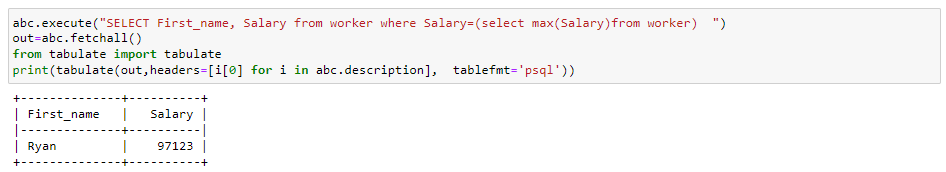 abc.execute("SELECT First_name, Salary from worker where Salary=(select max(Salary)from worker)  ")
out=abc.fetchall()
from tabulate import tabulate
print(tabulate(out,headers=[i[0] for i in abc.description],  tablefmt='psql'))
+--------------+----------+
| First_name   |   Salary |
|--------------+----------|
| Ryan         |    97123 |
+--------------+----------+